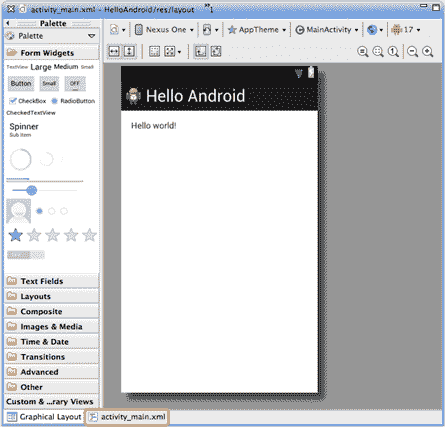 activity_main.xml - HelloAndroid/res/layout
Palette
Palette
Nexus One
AppTheme
MainActivity
17
Form Widgets
TextView Large Medium Small
Button Small OFF
CheckBox RadioButton
CheckedTextView
Spinner
Sub Item
Hello Android
Hello world!
Text Fields
Layouts
Composite
Images & Media
Time & Date
Transitions
Advanced
Other
Custom & ...rary Views
Graphical Layout
activity_main.xml